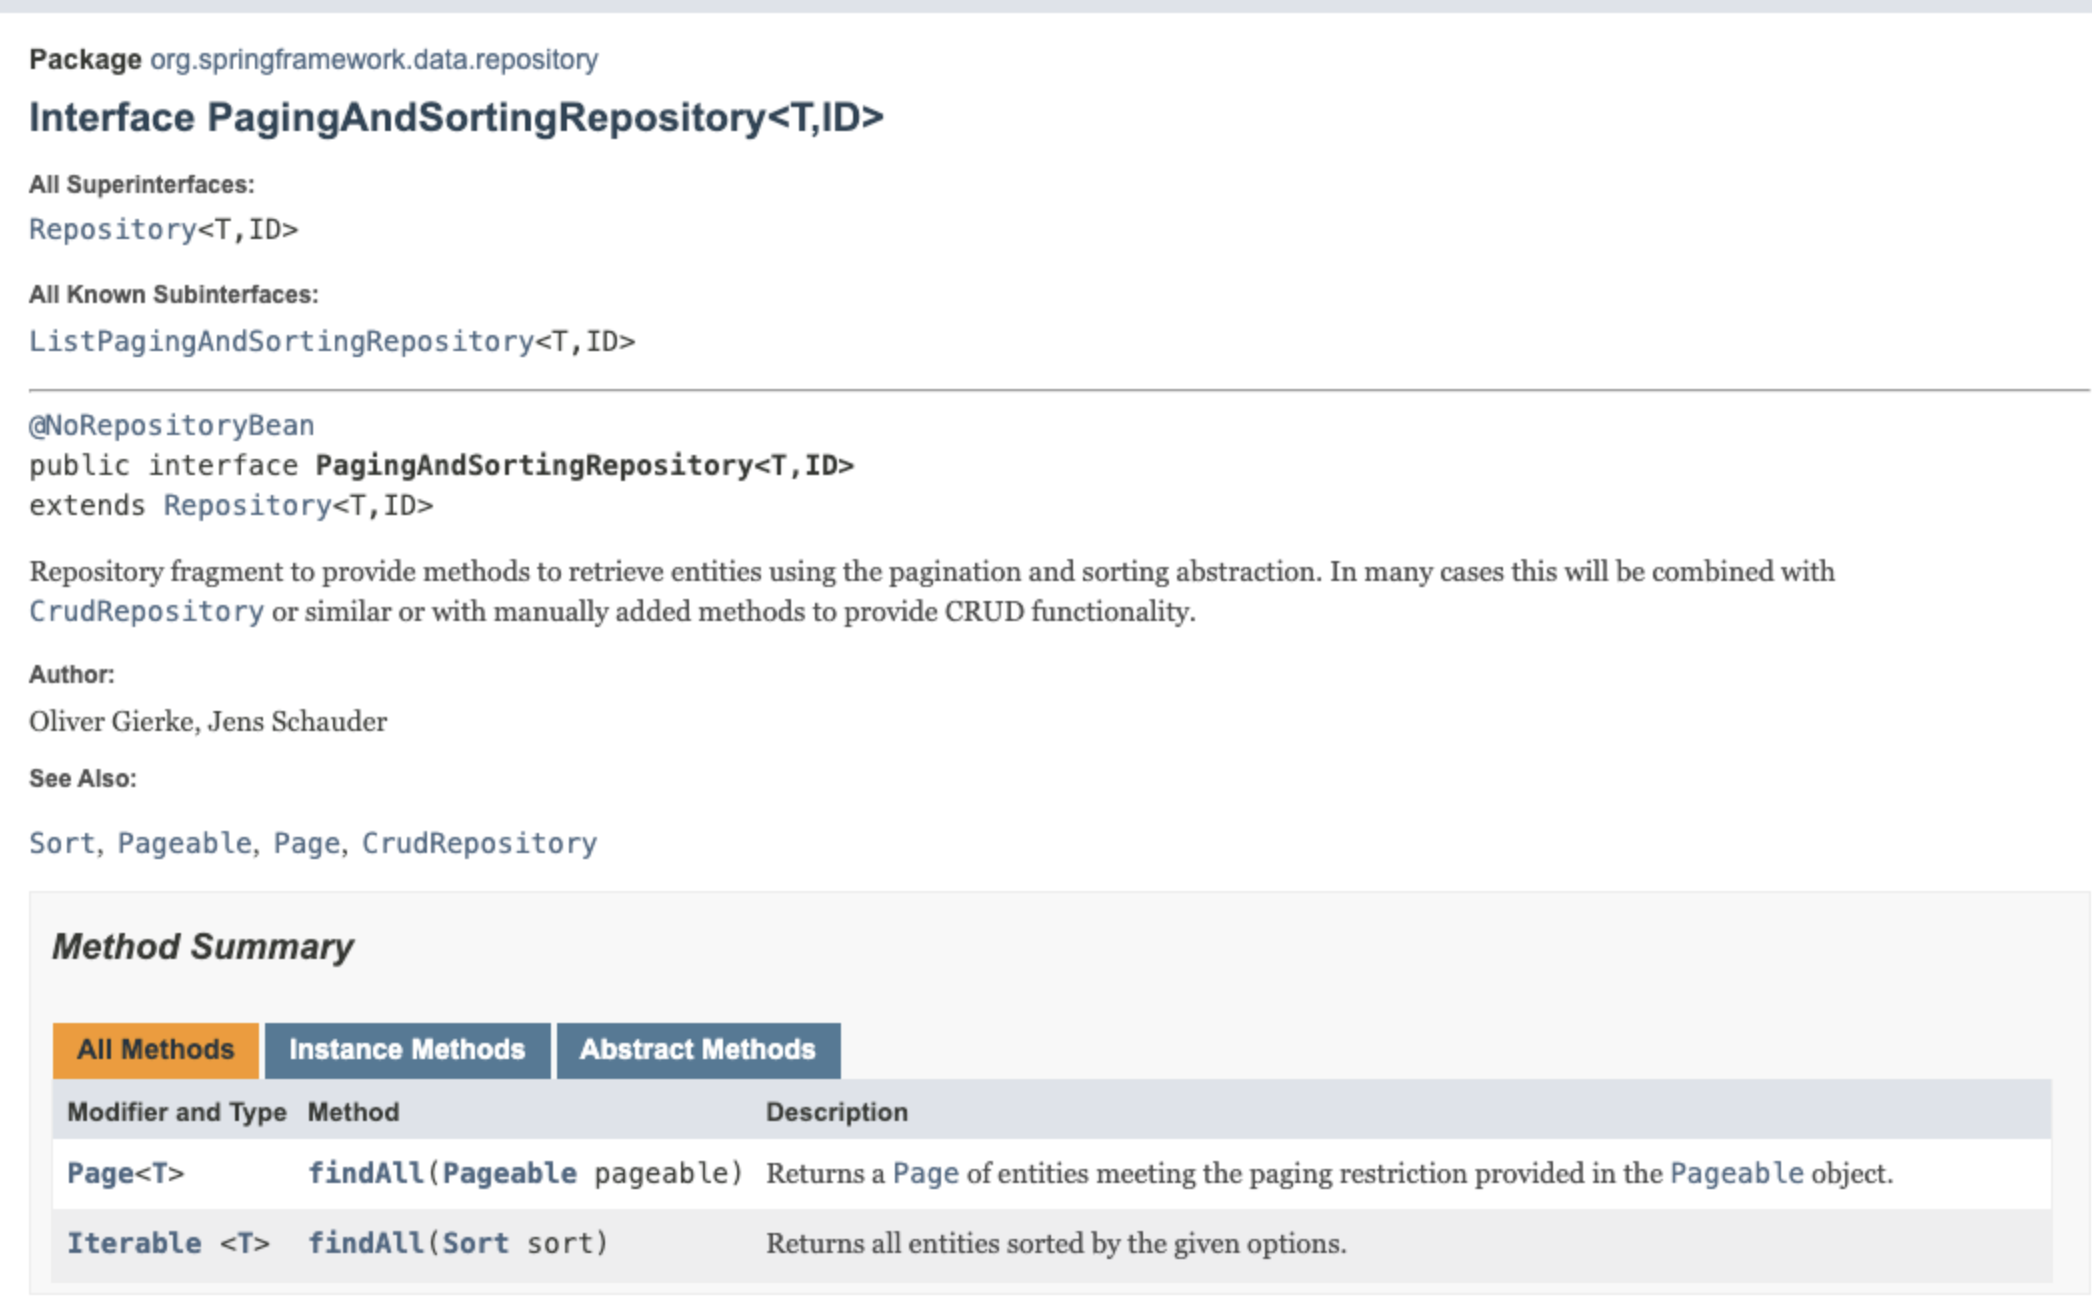 Package org.springframework.data.repository
Interface PagingAndSortingRepository<T,ID>
All Superinterfaces:
Repository<T,ID>
All Known Subinterfaces:
ListPagingAndSortingRepository<T,ID>
@NoRepositoryBean
public interface PagingAndSortingRepository<T,ID>
extends Repository<T,ID>
Repository fragment to provide methods to retrieve entities using the pagination and sorting abstraction. In many cases this will be combined with
CrudRepository or similar or with manually added methods to provide CRUD functionality.
Author:
Oliver Gierke, Jens Schauder
See Also:
Sort, Pageable, Page, CrudRepository
Method Summary
All Methods Instance Methods Abstract Methods
Modifier and Type Method Description
Page<T> findAll(Pageable pageable) Returns a Page of entities meeting the paging restriction provided in the Pageable object.
Iterable <T> findAll(Sort sort) Returns all entities sorted by the given options.